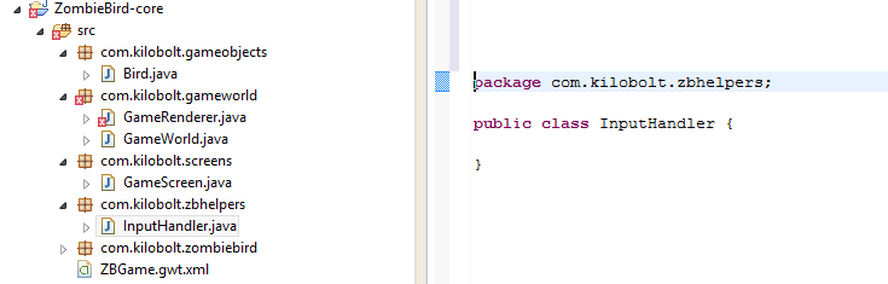 ZombieBird-core
src
com.kilobolt.gameobjects
Bird.java
com.kilobolt.gameworld
GameRenderer.java
GameWorld.java
com.kilobolt.screens
GameScreen.java
com.kilobolt.zbhelpers
InputHandler.java
com.kilobolt.zombiebird
ZBGame.gwt.xml
package com.kilobolt.zbhelpers;
public class InputHandler {
}